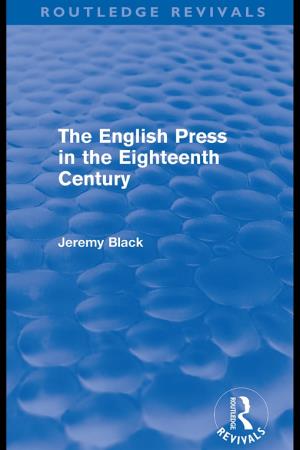 ROUTLEDGE REVIVALS
The English Press
in the Eighteenth
Century
Jeremy Black
ROUTLEDGE
REVIVALS